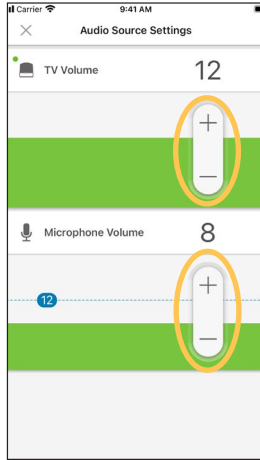 Carrier 9:41 AM
Audio Source Settings
TV Volume 12
+
−
Microphone Volume 8
+
12
−